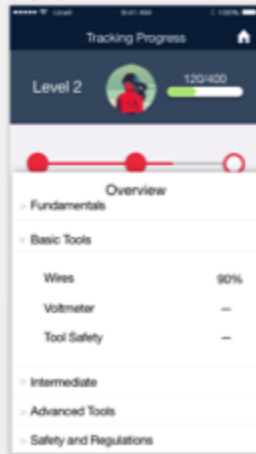 9:41 AM
100%
Tracking Progress
Level 2
120/400
Overview
> Fundamentals
Basic Tools
Wires 90%
Voltmeter –
Tool Safety –
> Intermediate
> Advanced Tools
> Safety and Regulations